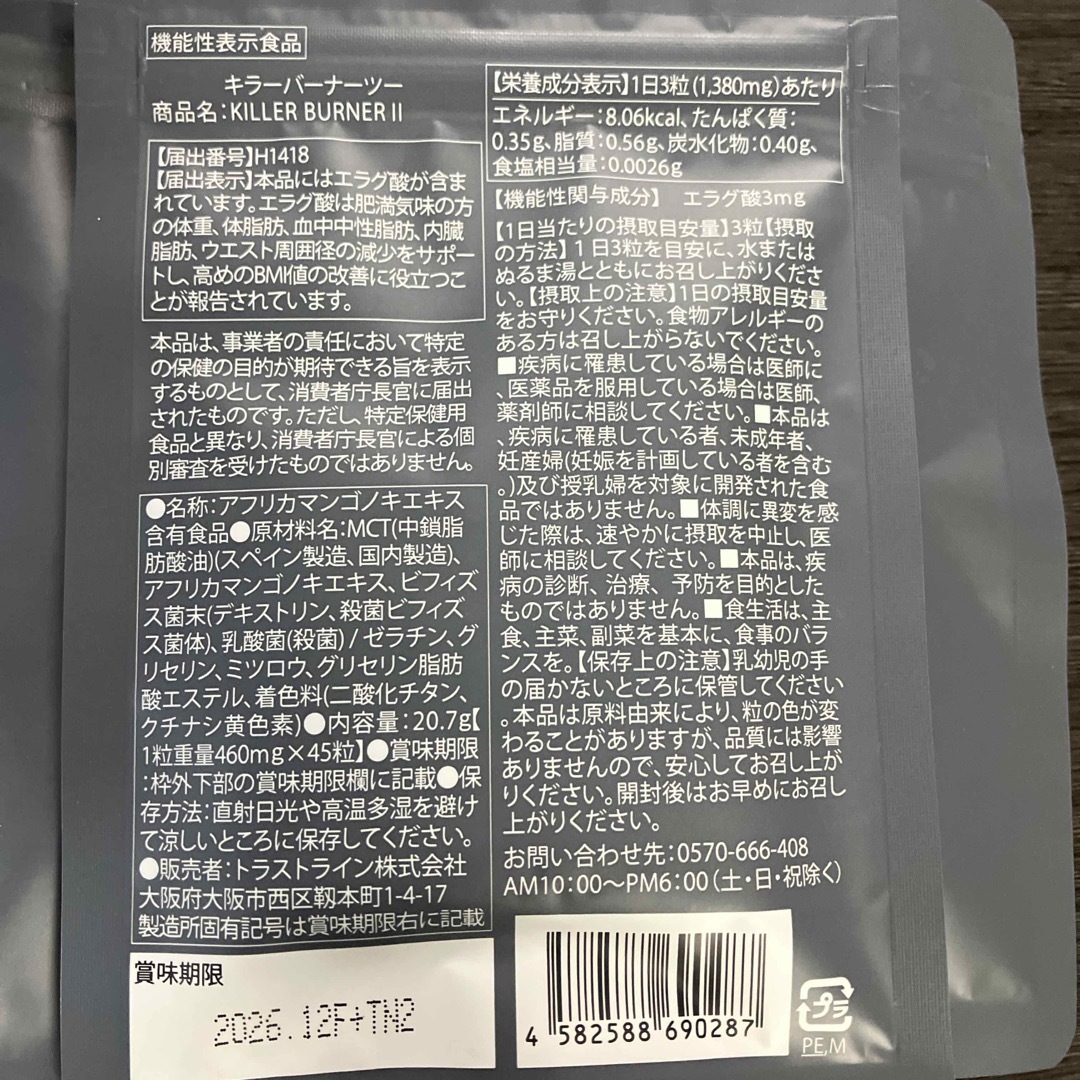 機能性表示食品
キラーバーナーツー
商品名:KILLER BURNER II
【届出番号】H1418
【届出表示】本品にはエラグ酸が含ま
れています。エラグ酸は肥満気味の方
の体重、体脂肪、血中中性脂肪、内臓
脂肪、ウエスト周囲径の減少をサポー
トし、高めのBMI値の改善に役立つこ
とが報告されています。
本品は、事業者の責任において特定
の保健の目的が期待できる旨を表示
するものとして、消費者庁長官に届出
されたものです。ただし、特定保健用
食品と異なり、消費者庁長官による個
別審査を受けたものではありません。
●名称:アフリカマンゴノキエキス
含有食品●原材料名:MCT(中鎖脂
肪酸油)(スペイン製造、国内製造)、
アフリカマンゴノキエキス、ビフィズ
ス菌末(デキストリン、殺菌ビフィズ
ス菌体)、乳酸菌(殺菌) / ゼラチン、グ
リセリン、ミツロウ、グリセリン脂肪
酸エステル、着色料(二酸化チタン、
クチナシ黄色素)●内容量:20.7g【
1粒重量460mg×45粒】●賞味期限
:枠外下部の賞味期限欄に記載●保
存方法:直射日光や高温多湿を避け
て涼しいところに保存してください。
●販売者:トラストライン株式会社
大阪府大阪市西区靱本町1-4-17
製造所固有記号は賞味期限右に記載
賞味期限
2026.12F+TN2
【栄養成分表示】1日3粒(1,380mg)あたり
エネルギー:8.06kcal、たんぱく質:
0.35g、脂質:0.56g、炭水化物:0.40g、
食塩相当量:0.0026g
【機能性関与成分】 エラグ酸3mg
【1日当たりの摂取目安量】3粒【摂取
の方法】1日3粒を目安に、水または
ぬるま湯とともにお召し上がりくださ
い。【摂取上の注意】1日の摂取目安量
をお守りください。食物アレルギーの
ある方は召し上がらないでください。
■疾病に罹患している場合は医師に
、医薬品を服用している場合は医師、
薬剤師に相談してください。■本品は
、疾病に罹患している者、未成年者、
妊産婦(妊娠を計画している者を含む
。)及び授乳婦を対象に開発された食
品ではありません。■体調に異変を感
じた際は、速やかに摂取を中止し、医
師に相談してください。■本品は、疾
病の診断、治療、予防を目的とした
ものではありません。■食生活は、主
食、主菜、副菜を基本に、食事のバラ
ンスを。【保存上の注意】乳幼児の手
の届かないところに保管してください
。本品は原料由来により、粒の色が変
わることがありますが、品質には影響
ありませんので、安心してお召し上が
りください。開封後はお早めにお召し
上がりください。
お問い合わせ先:0570-666-408
AM10:00〜PM6:00(土・日・祝除く)
4 582588 690287
プラ
PE,M